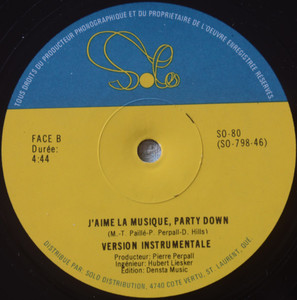 TOUS DROITS DU PRODUCTEUR PHONOGRAPHIQUE ET DU PROPRIETAIRE DE L'OEUVRE ENREGISTREE RESERVES
Solo
FACE B
Durée:
4:44
SO-80
(SO-798-46)
J'AIME LA MUSIQUE, PARTY DOWN
(M.-T. Paillé-P. Perpall-D. Hills)
VERSION INSTRUMENTALE
Producteur: Pierre Perpall
Ingénieur: Hubert Liesker
Édition: Densta Music
DISTRIBUE PAR SOLO DISTRIBUTION, 4740 COTE VERTU, ST. LAURENT, QUE.